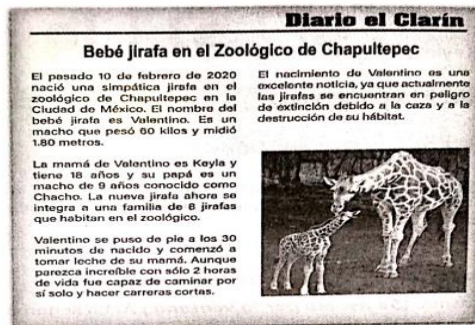 Diario el Clarín
Bebé jirafa en el Zoológico de Chapultepec
El pasado 10 de febrero de 2020
nació una simpática jirafa en el
zoológico de Chapultepec en la
Ciudad de México. El nombre del
bebé jirafa es Valentino. Es un
macho que pesó 60 kilos y midió
1.80 metros.
La mamá de Valentino es Keyla y
tiene 18 años y su papá es un
macho de 9 años conocido como
Chacho. La nueva jirafa ahora se
integra a una familia de 8 jirafas
que habitan en el zoológico.
Valentino se puso de pie a los 30
minutos de nacido y comenzó a
tomar leche de su mamá. Aunque
parezca increíble con sólo 2 horas
de vida fue capaz de caminar por
sí solo y hacer carreras cortas.
El nacimiento de Valentino es una
excelente noticia, ya que actualmente
las jirafas se encuentran en peligro
de extinción debido a la caza y a la
destrucción de su hábitat.